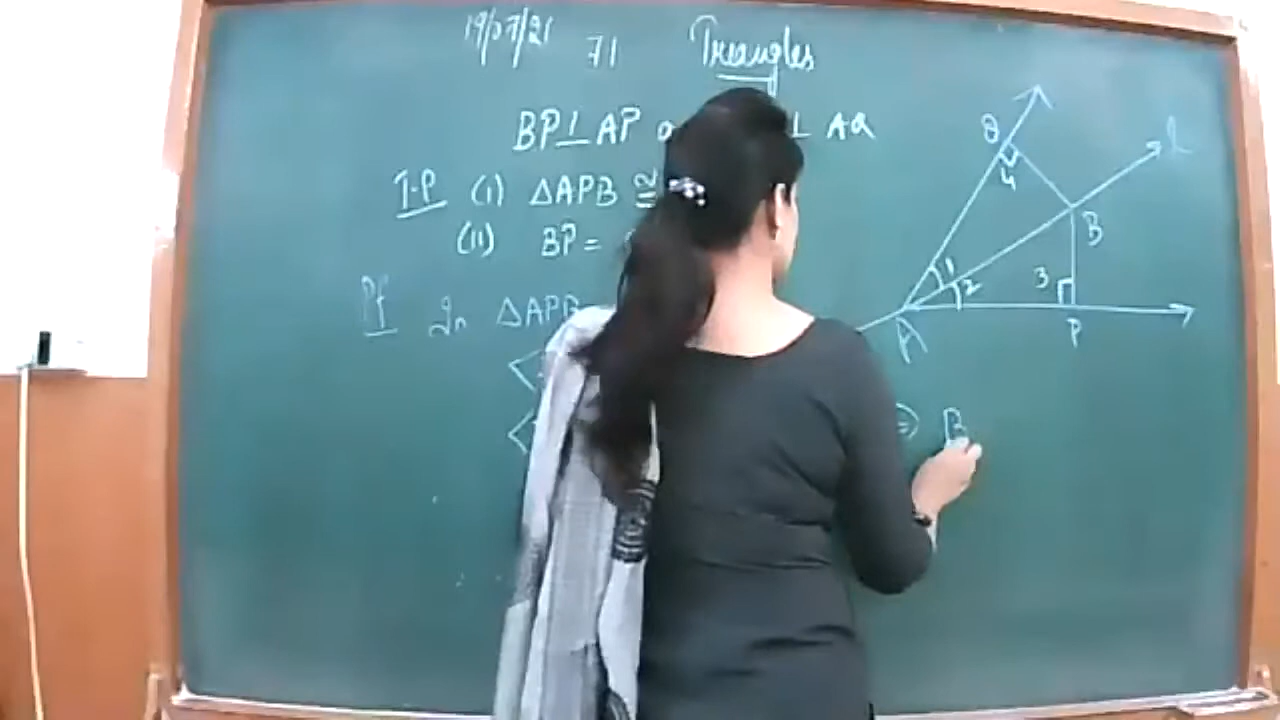 19/07/21 71 Triangles
BP ⊥ AP a ⊥ AQ
T.P (i) ΔAPB ≅
(ii) BP =
Pf In ΔAPB
<
<
⇒ B
Q
4
l
B
1
2
3
A
P